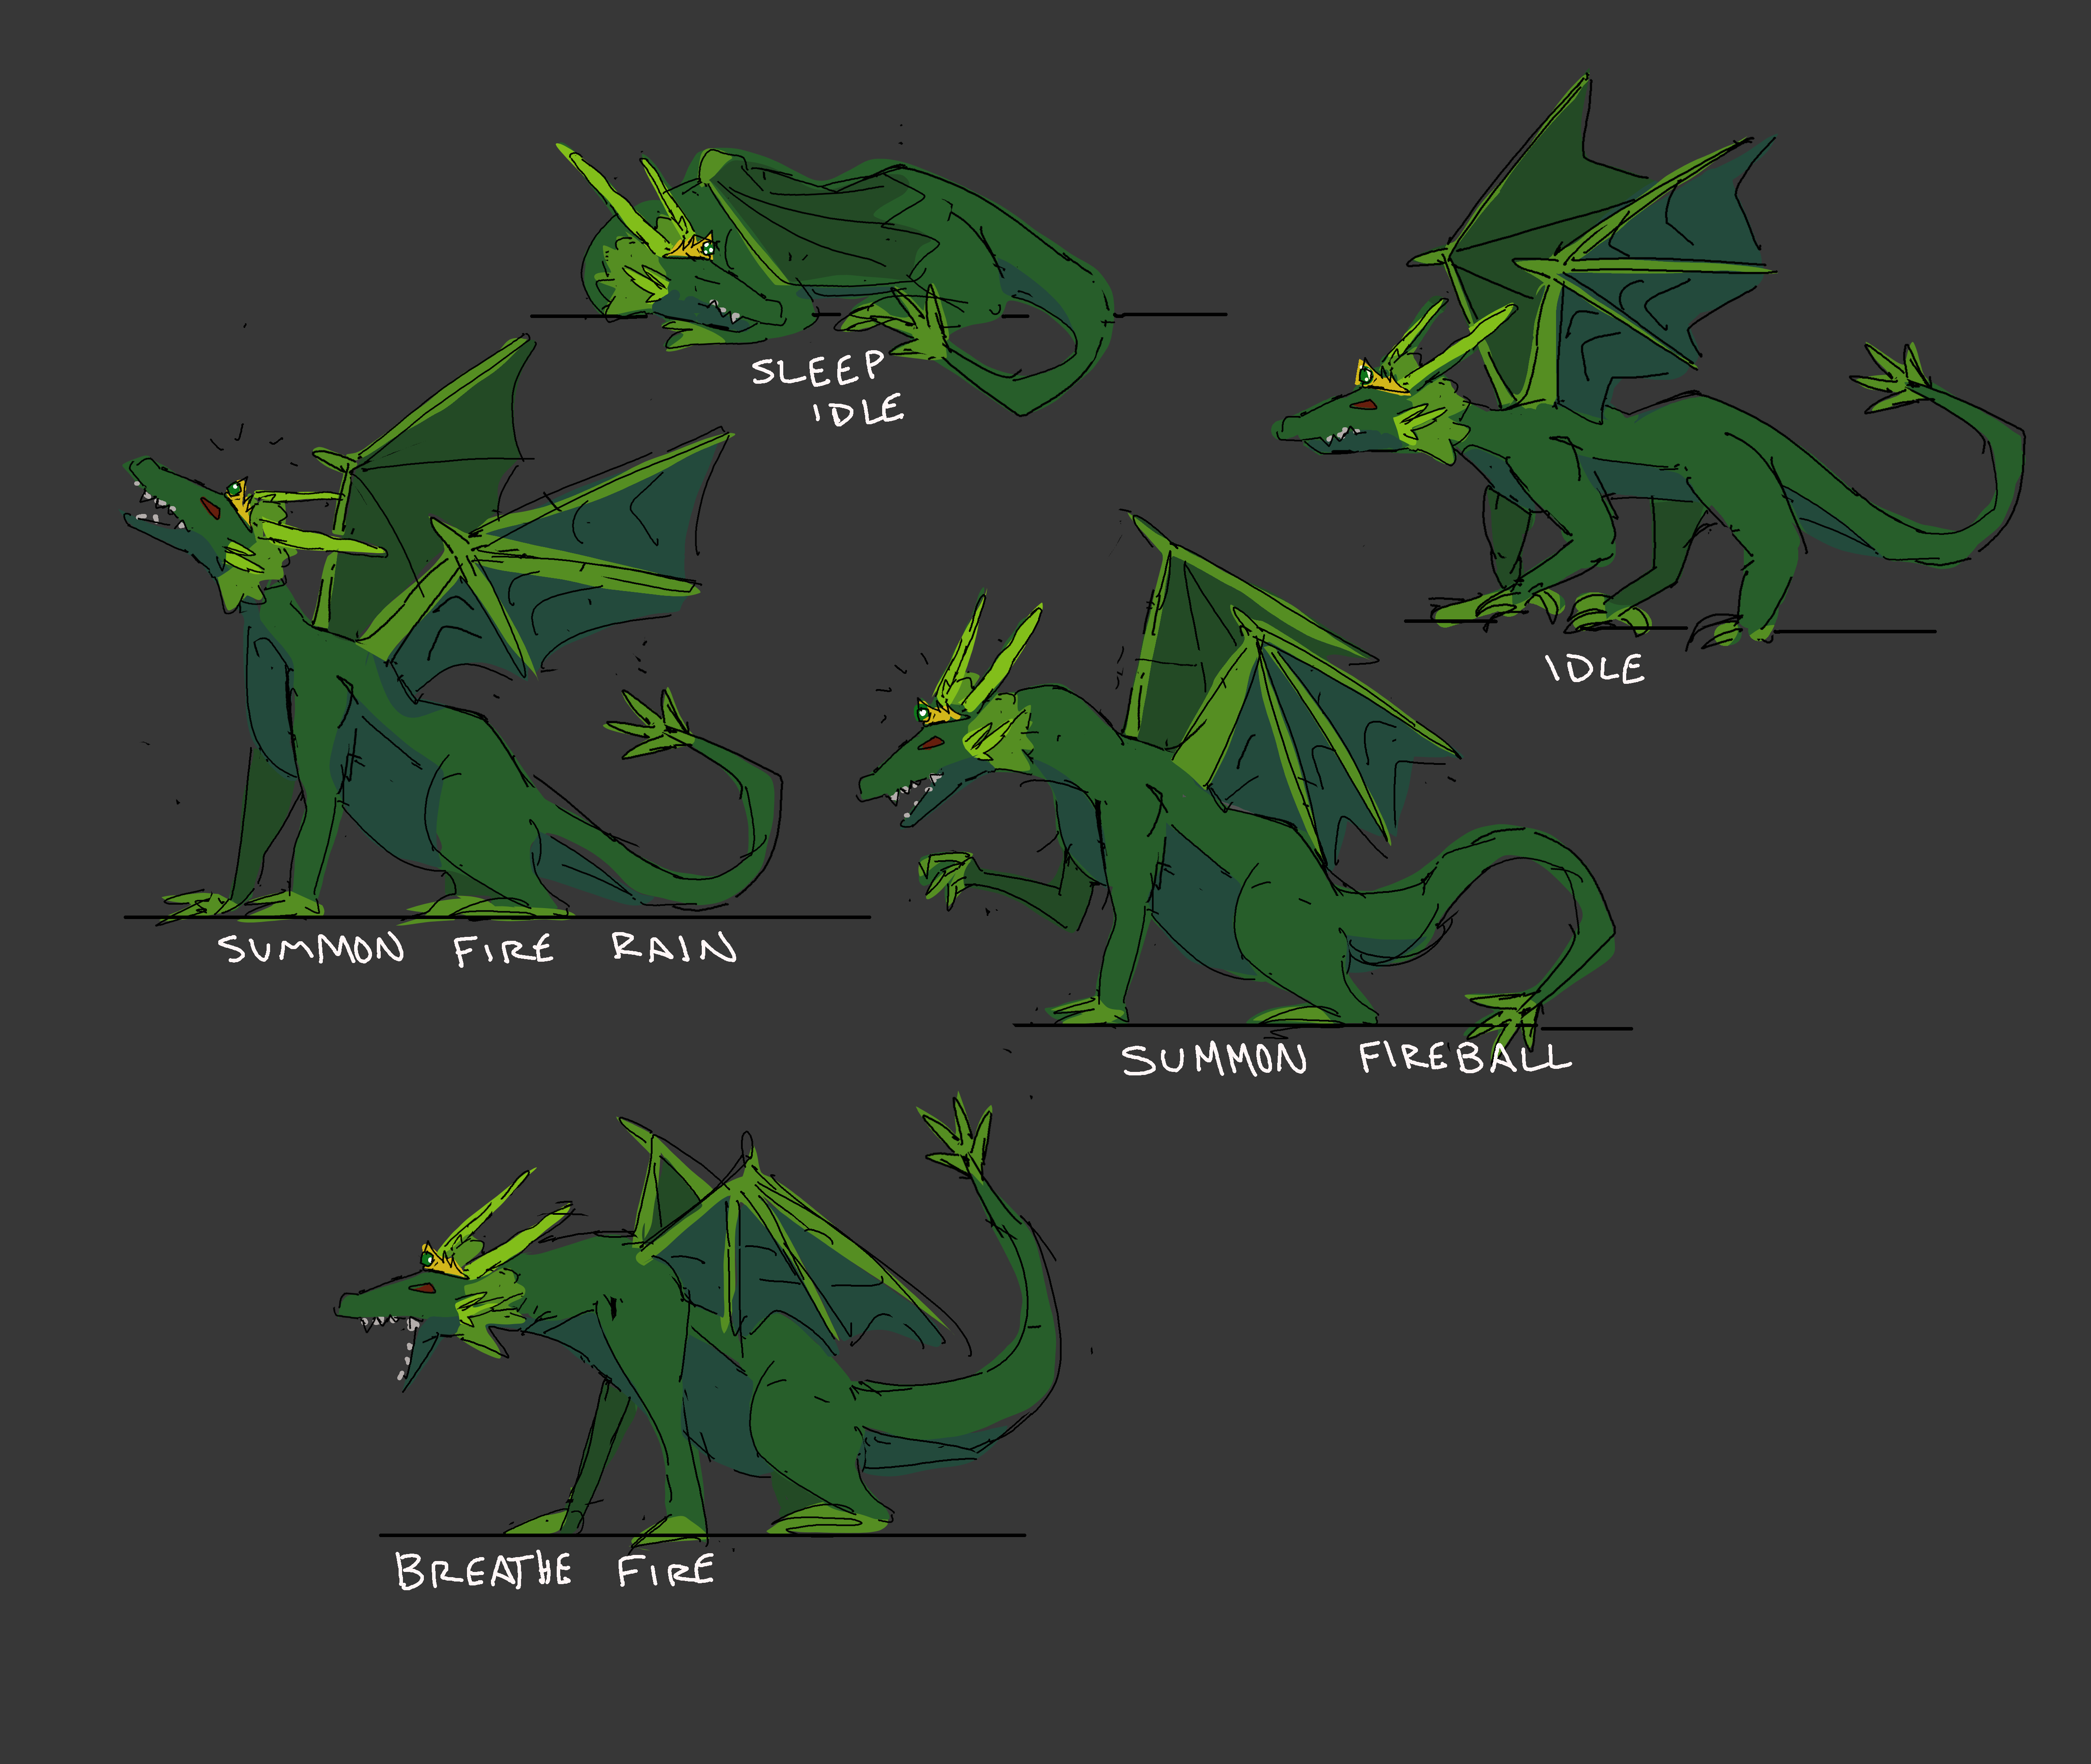 SLEEP
IDLE
IDLE
SUMMON FIRE RAIN
SUMMON FIREBALL
BREATHE FIRE